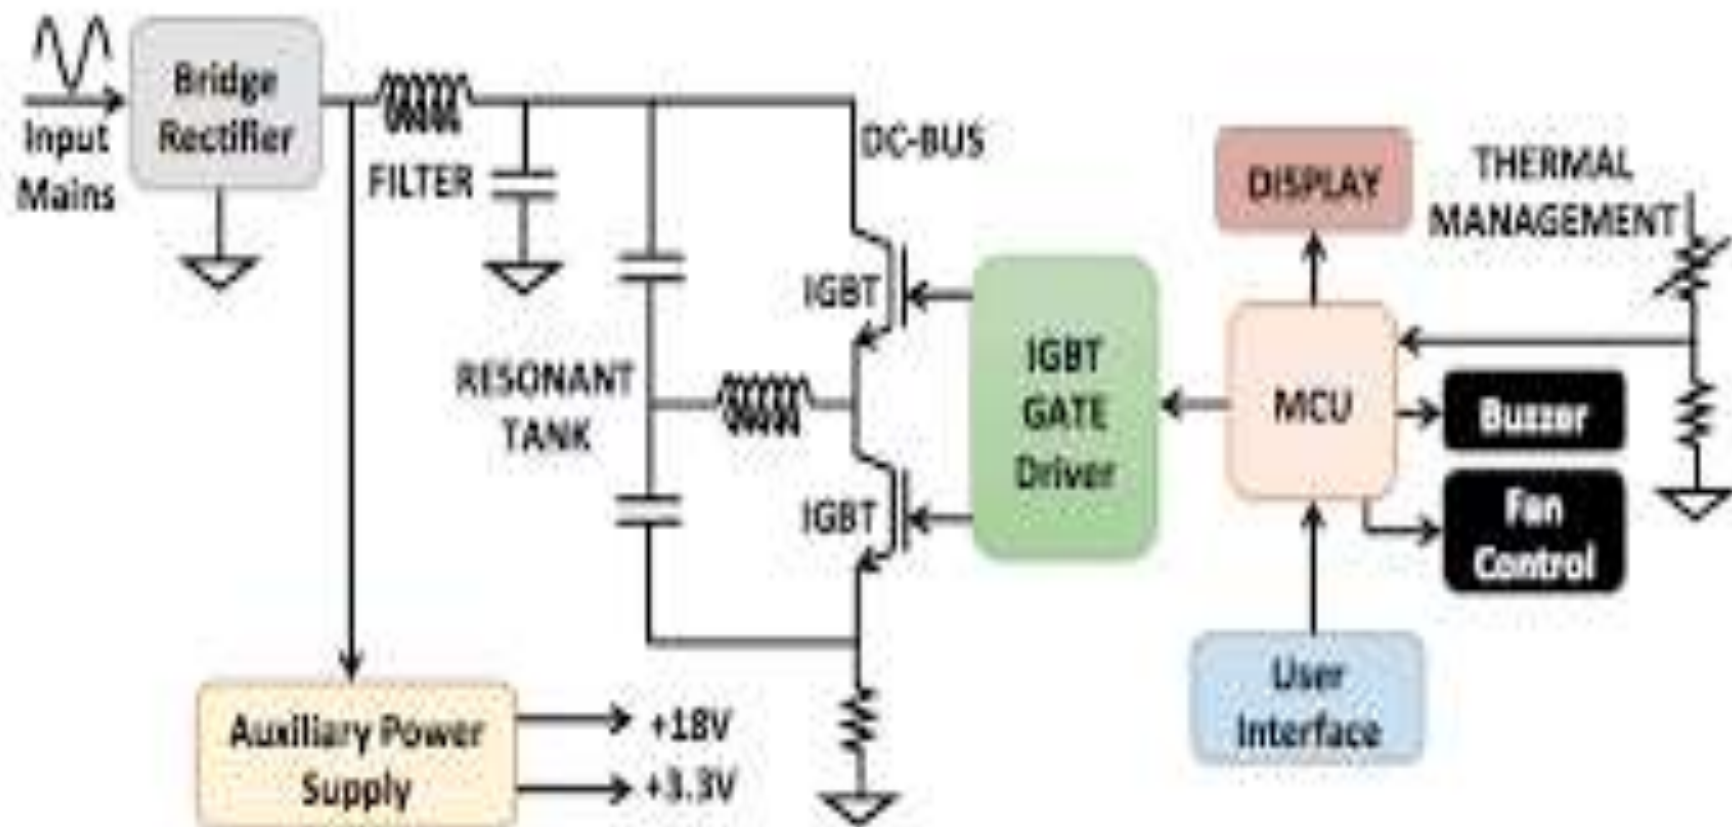 Bridge
Rectifier
Input
Mains
FILTER
DC-BUS
IGBT
RESONANT
TANK
IGBT
IGBT
GATE
Driver
DISPLAY
THERMAL
MANAGEMENT
MCU
Buzzer
Fan
Control
User
Interface
Auxiliary Power
Supply
+18V
+3.3V